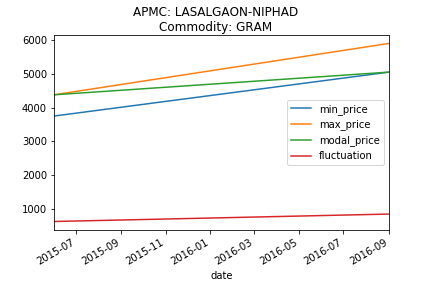 APMC: LASALGAON-NIPHAD
Commodity: GRAM
6000
5000
4000
3000
2000
1000
min_price
max_price
modal_price
fluctuation
2015-07
2015-09
2015-11
2016-01
2016-03
2016-05
2016-07
2016-09
date